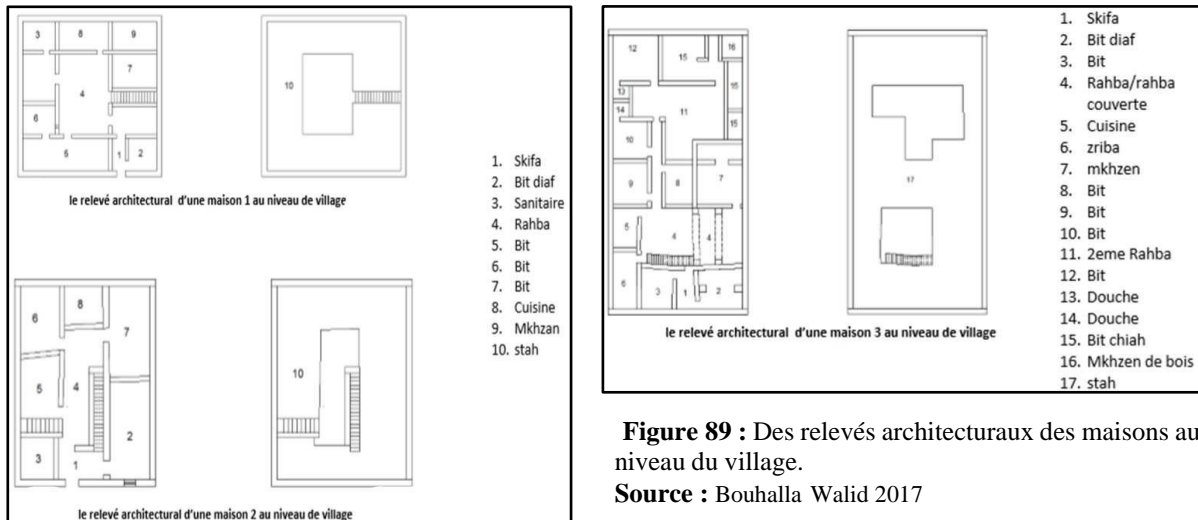 3
8
9
7
4
6
5
1
2
10
le relevé architectural d'une maison 1 au niveau de village
6
8
7
4
5
3
2
1
10
le relevé architectural d'une maison 2 au niveau de village
1. Skifa
2. Bit diaf
3. Sanitaire
4. Rahba
5. Bit
6. Bit
7. Bit
8. Cuisine
9. Mkhzan
10. stah
12
15
16
13
14
15
11
15
10
9
8
7
5
4
4
6
3
1
2
17
le relevé architectural d'une maison 3 au niveau de village
1. Skifa
2. Bit diaf
3. Bit
4. Rahba/rahba
couverte
5. Cuisine
6. zriba
7. mkhzen
8. Bit
9. Bit
10. Bit
11. 2eme Rahba
12. Bit
13. Douche
14. Douche
15. Bit chiah
16. Mkhzen de bois
17. stah
Figure 89 : Des relevés architecturaux des maisons au
niveau du village.
Source : Bouhalla Walid 2017